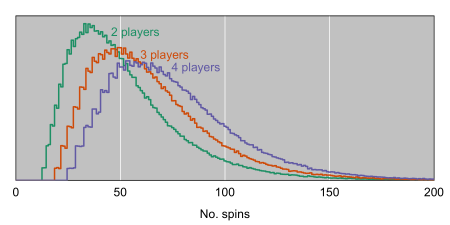 2 players
3 players
4 players
0 50 100 150 200
No. spins